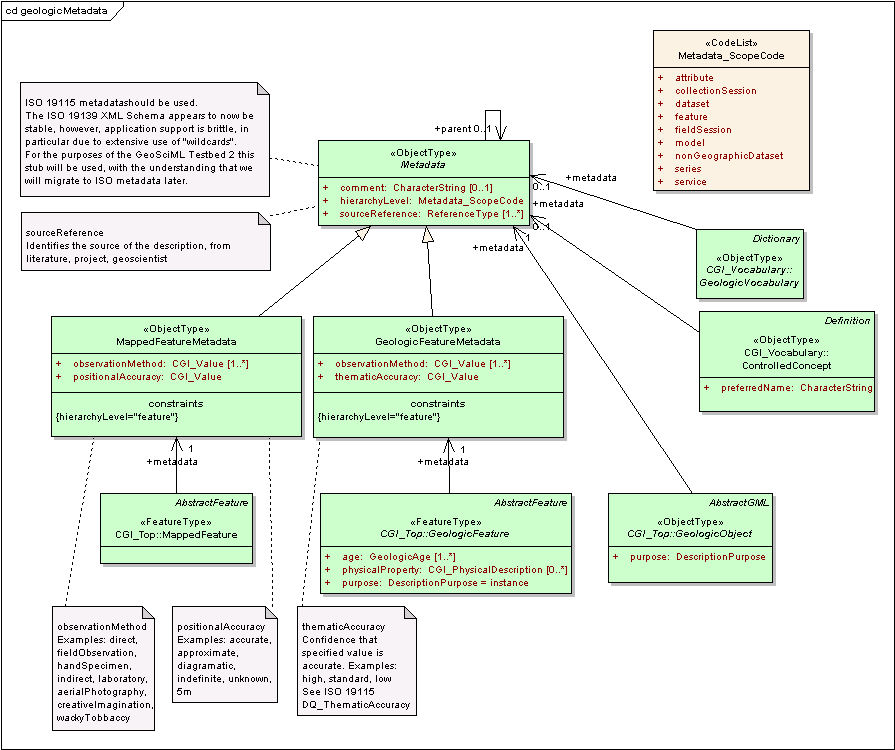 cd geologicMetadata
«CodeList»
Metadata_ScopeCode
+ attribute
+ collectionSession
+ dataset
+ feature
+ fieldSession
+ model
+ nonGeographicDataset
+ series
+ service
ISO 19115 metadatashould be used.
The ISO 19139 XML Schema appears to now be
stable, however, application support is brittle, in
particular due to extensive use of "wildcards".
For the purposes of the GeoSciML Testbed 2 this
stub will be used, with the understanding that we
will migrate to ISO metadata later.
+parent 0..1
«ObjectType»
Metadata
+ comment: CharacterString [0..1]
+ hierarchyLevel: Metadata_ScopeCode
+ sourceReference: ReferenceType [1..*]
+metadata
0..1
+metadata
0..1
1
+metadata
sourceReference
Identifies the source of the description, from
literature, project, geoscientist
Dictionary
«ObjectType»
CGI_Vocabulary::
GeologicVocabulary
Definition
«ObjectType»
CGI_Vocabulary::
ControlledConcept
+ preferredName: CharacterString
«ObjectType»
MappedFeatureMetadata
+ observationMethod: CGI_Value [1..*]
+ positionalAccuracy: CGI_Value
constraints
{hierarchyLevel="feature"}
«ObjectType»
GeologicFeatureMetadata
+ observationMethod: CGI_Value [1..*]
+ thematicAccuracy: CGI_Value
constraints
{hierarchyLevel="feature"}
1
+metadata
1
+metadata
AbstractFeature
«FeatureType»
CGI_Top::MappedFeature
AbstractFeature
«FeatureType»
CGI_Top::GeologicFeature
+ age: GeologicAge [1..*]
+ physicalProperty: CGI_PhysicalDescription [0..*]
+ purpose: DescriptionPurpose = instance
AbstractGML
«ObjectType»
CGI_Top::GeologicObject
+ purpose: DescriptionPurpose
observationMethod
Examples: direct,
fieldObservation,
handSpecimen,
indirect, laboratory,
aerialPhotography,
creativeImagination,
wackyTobbaccy
positionalAccuracy
Examples: accurate,
approximate,
diagramatic,
indefinite, unknown,
5m
thematicAccuracy
Confidence that
specified value is
accurate. Examples:
high, standard, low
See ISO 19115
DQ_ThematicAccuracy